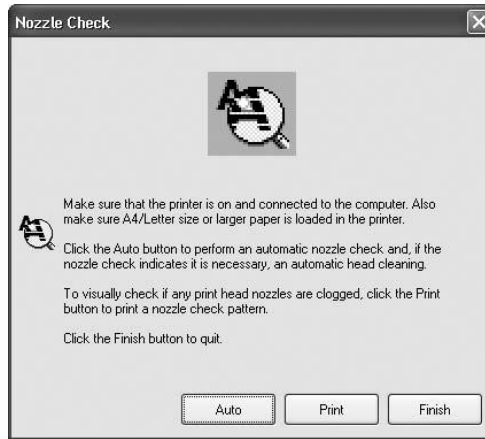 Nozzle Check
Make sure that the printer is on and connected to the computer. Also
make sure A4/Letter size or larger paper is loaded in the printer.
Click the Auto button to perform an automatic nozzle check and, if the
nozzle check indicates it is necessary, an automatic head cleaning.
To visually check if any print head nozzles are clogged, click the Print
button to print a nozzle check pattern.
Click the Finish button to quit.
Auto Print Finish